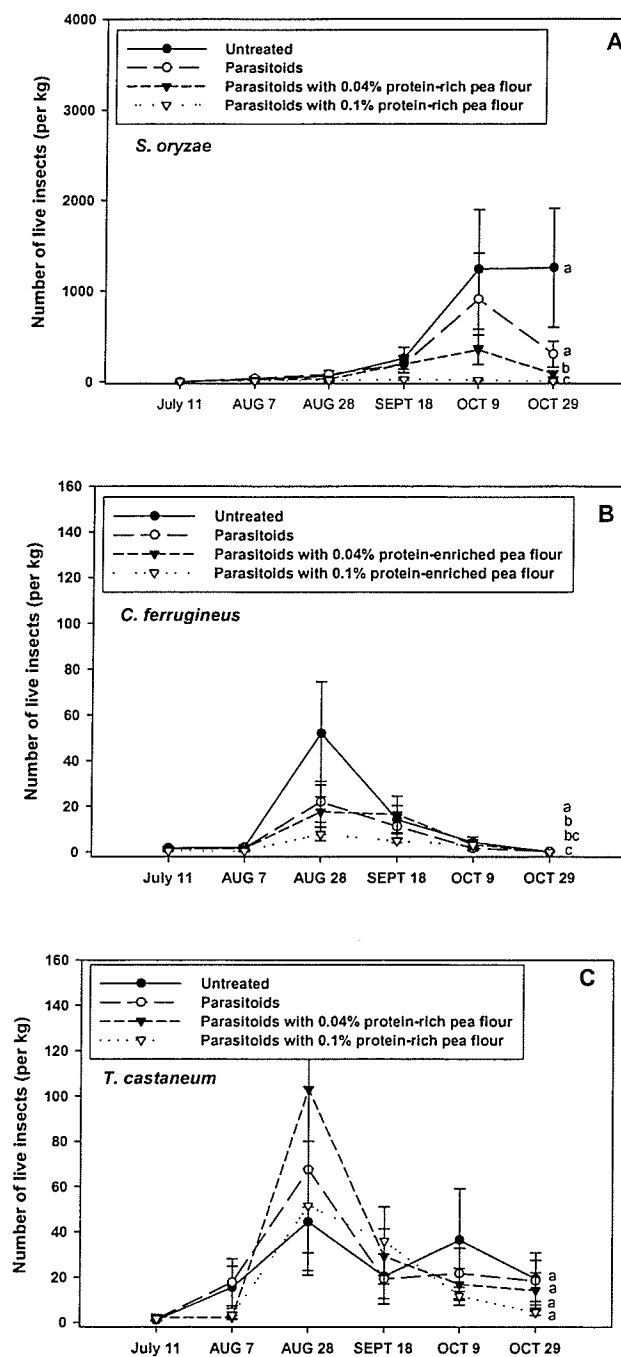 A
4000
3000
2000
1000
0
Number of live insects (per kg)
Untreated
Parasitoids
Parasitoids with 0.04% protein-rich pea flour
Parasitoids with 0.1% protein-rich pea flour
S. oryzae
a
a
b
c
July 11 AUG 7 AUG 28 SEPT 18 OCT 9 OCT 29
B
160
140
120
100
80
60
40
20
0
Number of live insects (per kg)
Untreated
Parasitoids
Parasitoids with 0.04% protein-enriched pea flour
Parasitoids with 0.1% protein-enriched pea flour
C. ferrugineus
a
b
bc
c
July 11 AUG 7 AUG 28 SEPT 18 OCT 9 OCT 29
C
160
140
120
100
80
60
40
20
0
Number of live insects (per kg)
Untreated
Parasitoids
Parasitoids with 0.04% protein-rich pea flour
Parasitoids with 0.1% protein-rich pea flour
T. castaneum
a
a
a
a
July 11 AUG 7 AUG 28 SEPT 18 OCT 9 OCT 29